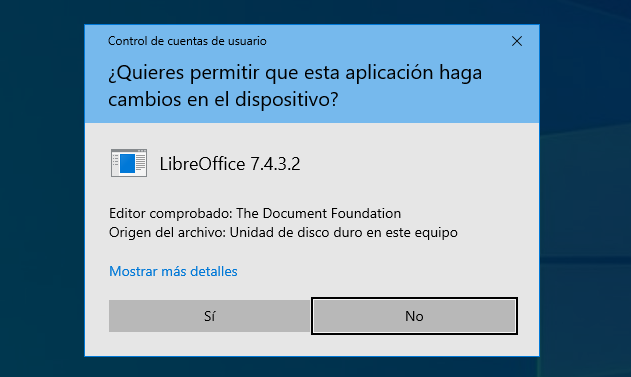 Control de cuentas de usuario
¿Quieres permitir que esta aplicación haga
cambios en el dispositivo?
LibreOffice 7.4.3.2
Editor comprobado: The Document Foundation
Origen del archivo: Unidad de disco duro en este equipo
Mostrar más detalles
Sí
No